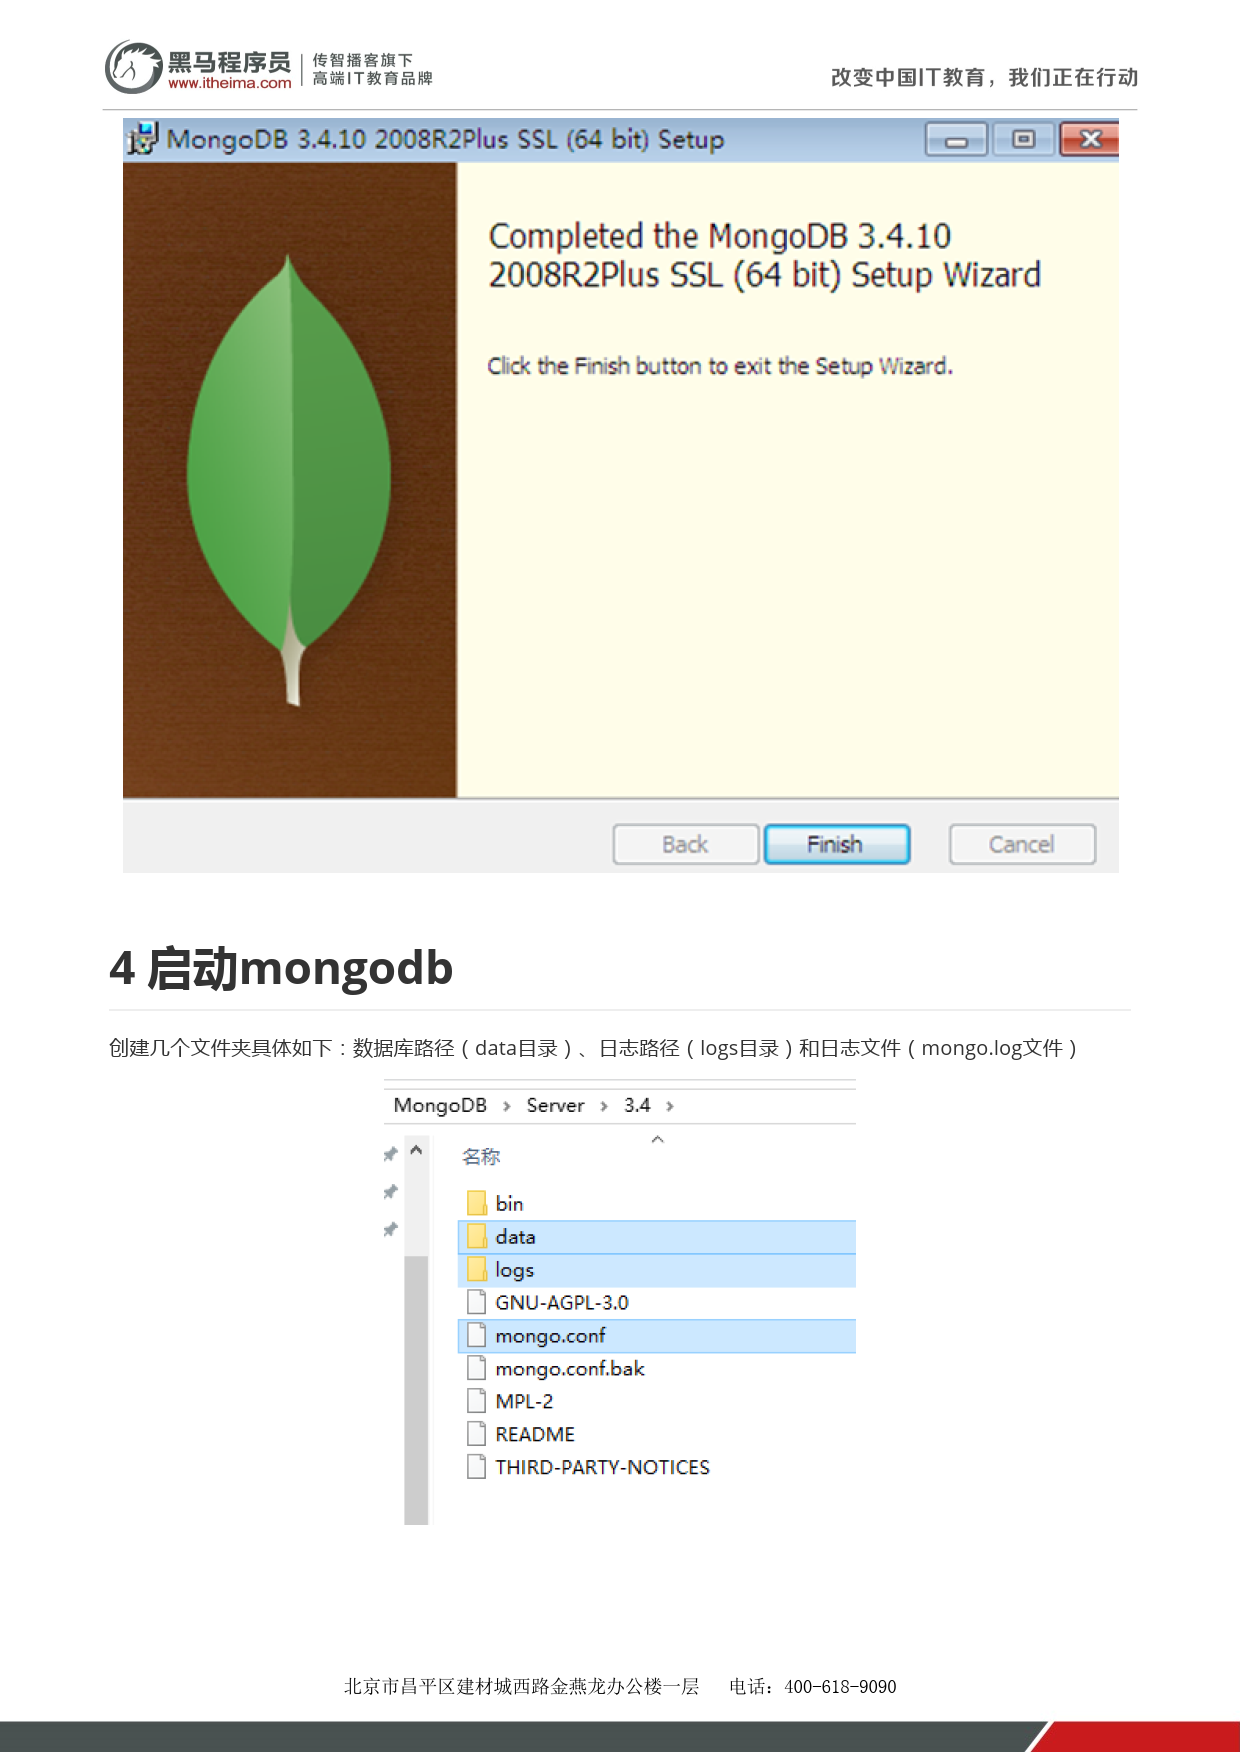 黑马程序员
www.itheima.com
传智播客旗下
高端IT教育品牌
改变中国IT教育，我们正在行动
MongoDB 3.4.10 2008R2Plus SSL (64 bit) Setup
Completed the MongoDB 3.4.10
2008R2Plus SSL (64 bit) Setup Wizard
Click the Finish button to exit the Setup Wizard.
Back
Finish
Cancel
4 启动mongodb
创建几个文件夹具体如下：数据库路径（data目录）、日志路径（logs目录）和日志文件（mongo.log文件）
MongoDB > Server > 3.4 >
名称
bin
data
logs
GNU-AGPL-3.0
mongo.conf
mongo.conf.bak
MPL-2
README
THIRD-PARTY-NOTICES
北京市昌平区建材城西路金燕龙办公楼一层 电话：400-618-9090